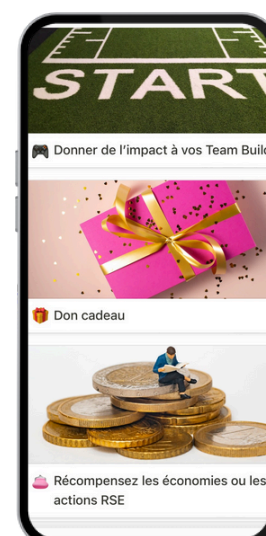 START
Donner de l'impact à vos Team Build
Don cadeau
Récompensez les économies ou les
actions RSE